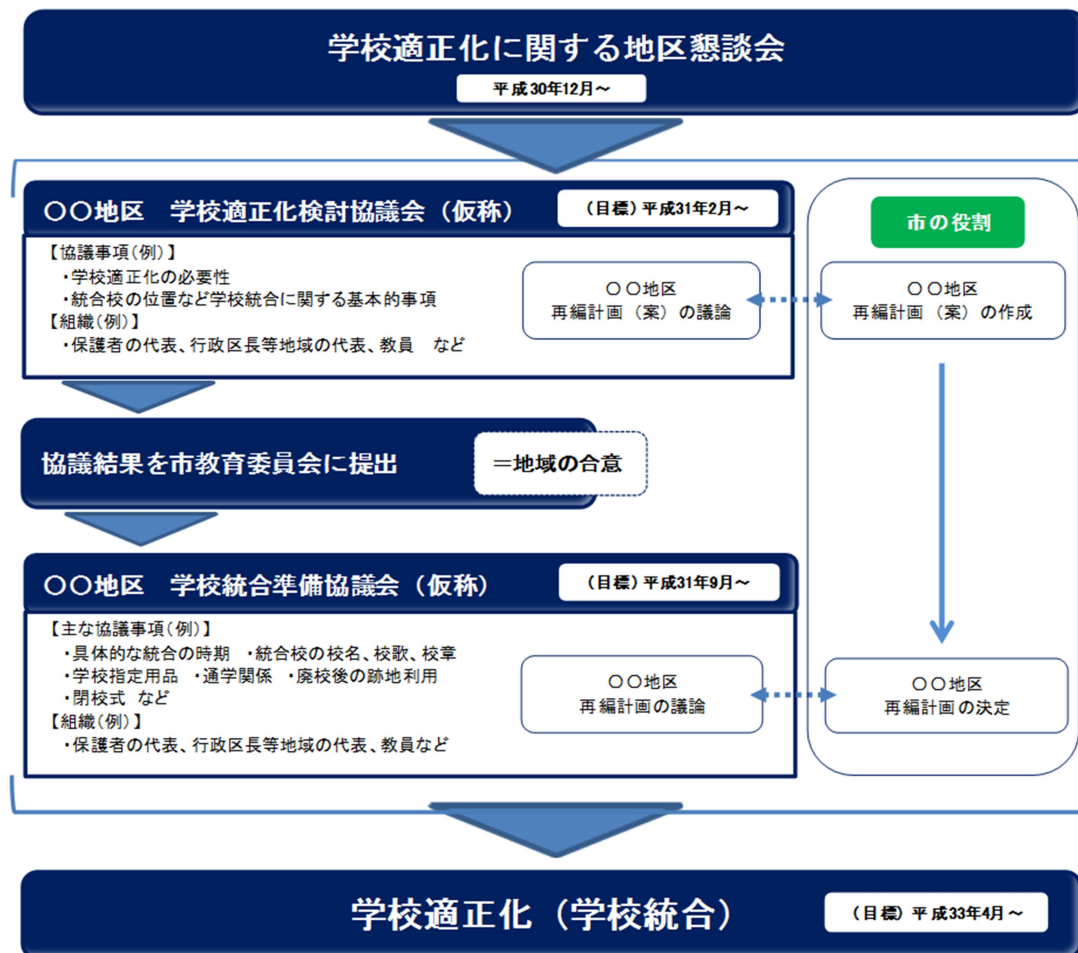 学校適正化に関する地区懇談会
平成30年12月～
〇〇地区 学校適正化検討協議会（仮称）
（目標）平成31年2月～
【協議事項（例）】
・学校適正化の必要性
・統合校の位置など学校統合に関する基本的事項
【組織（例）】
・保護者の代表、行政区長等地域の代表、教員 など
〇〇地区
再編計画（案）の議論
市の役割
〇〇地区
再編計画（案）の作成
協議結果を市教育委員会に提出
＝地域の合意
〇〇地区 学校統合準備協議会（仮称）
（目標）平成31年9月～
【主な協議事項（例）】
・具体的な統合の時期 ・統合校の校名、校歌、校章
・学校指定用品 ・通学関係 ・廃校後の跡地利用
・閉校式 など
【組織（例）】
・保護者の代表、行政区長等地域の代表、教員など
〇〇地区
再編計画の議論
〇〇地区
再編計画の決定
学校適正化（学校統合）
（目標）平成33年4月～